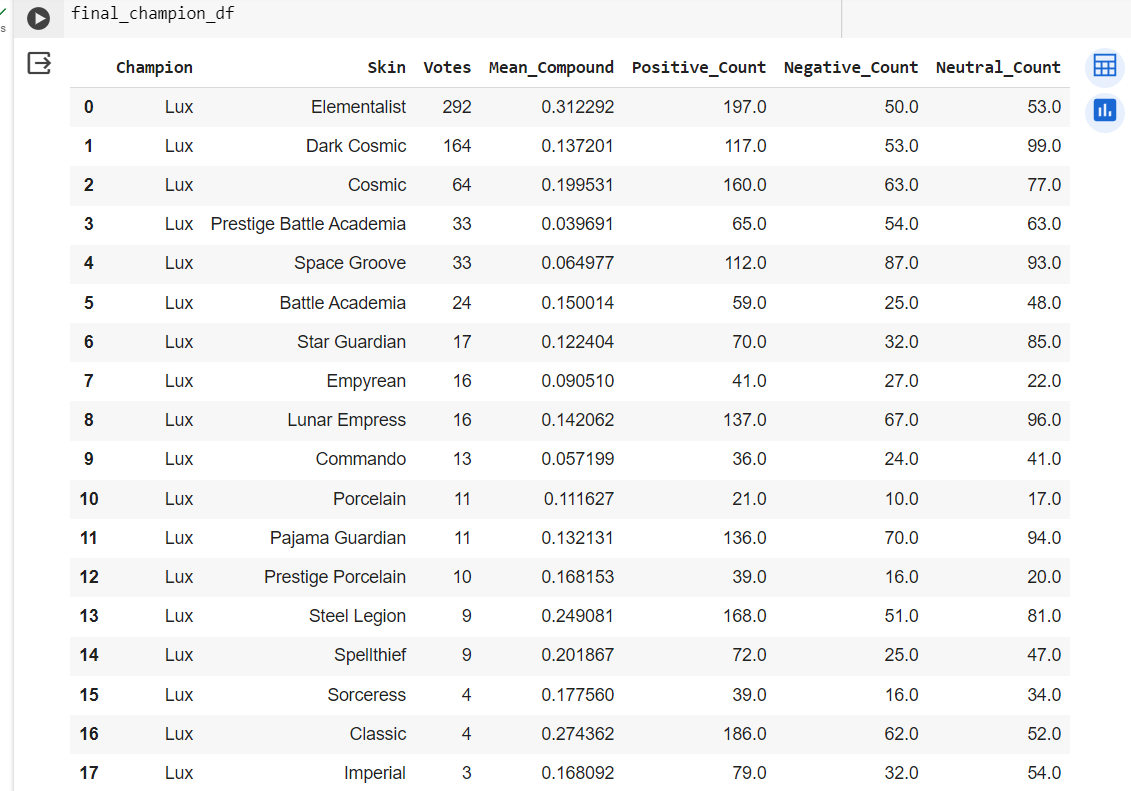 final_champion_df
s
Champion Skin Votes Mean_Compound Positive_Count Negative_Count Neutral_Count
0 Lux Elementalist 292 0.312292 197.0 50.0 53.0
1 Lux Dark Cosmic 164 0.137201 117.0 53.0 99.0
2 Lux Cosmic 64 0.199531 160.0 63.0 77.0
3 Lux Prestige Battle Academia 33 0.039691 65.0 54.0 63.0
4 Lux Space Groove 33 0.064977 112.0 87.0 93.0
5 Lux Battle Academia 24 0.150014 59.0 25.0 48.0
6 Lux Star Guardian 17 0.122404 70.0 32.0 85.0
7 Lux Empyrean 16 0.090510 41.0 27.0 22.0
8 Lux Lunar Empress 16 0.142062 137.0 67.0 96.0
9 Lux Commando 13 0.057199 36.0 24.0 41.0
10 Lux Porcelain 11 0.111627 21.0 10.0 17.0
11 Lux Pajama Guardian 11 0.132131 136.0 70.0 94.0
12 Lux Prestige Porcelain 10 0.168153 39.0 16.0 20.0
13 Lux Steel Legion 9 0.249081 168.0 51.0 81.0
14 Lux Spellthief 9 0.201867 72.0 25.0 47.0
15 Lux Sorceress 4 0.177560 39.0 16.0 34.0
16 Lux Classic 4 0.274362 186.0 62.0 52.0
17 Lux Imperial 3 0.168092 79.0 32.0 54.0